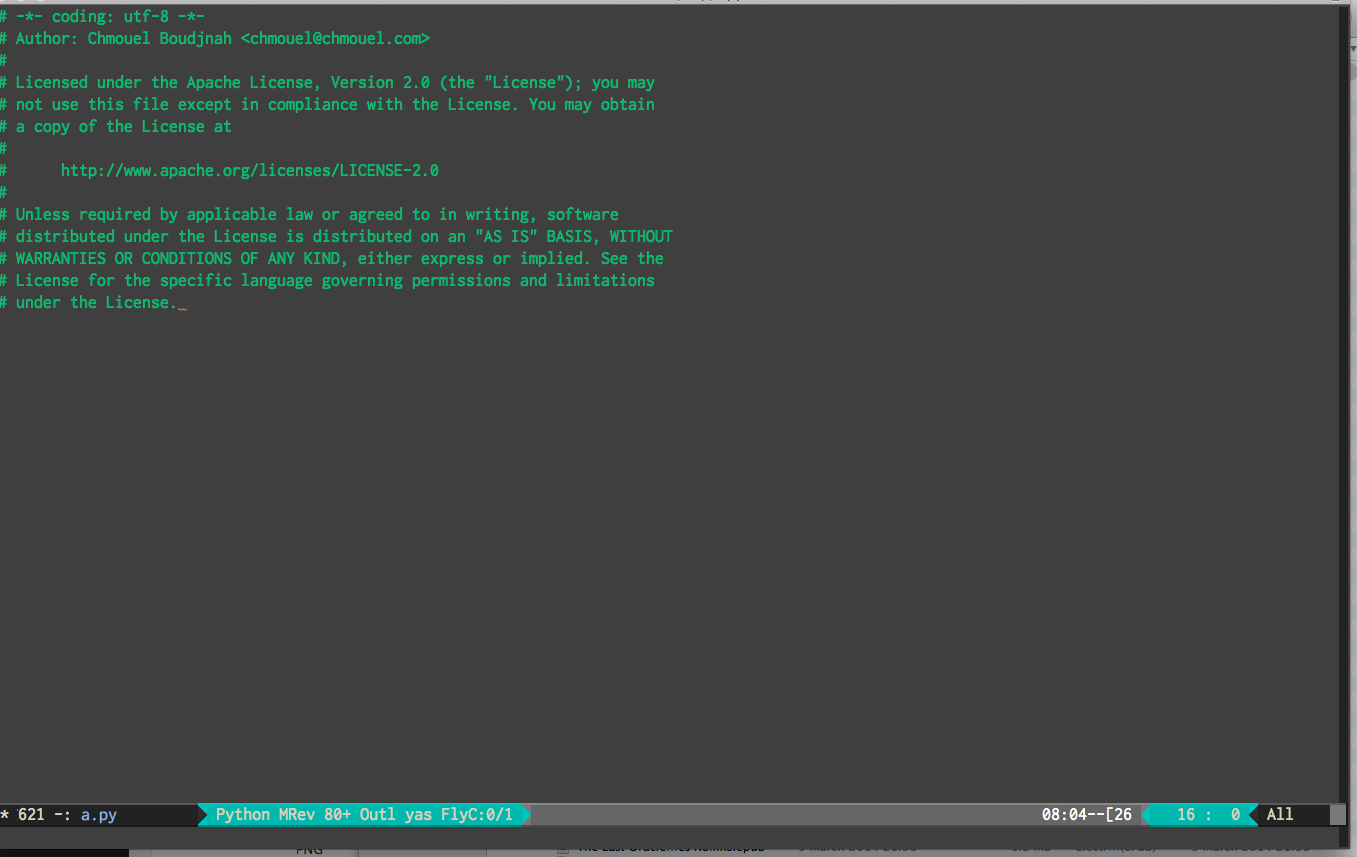 # -*- coding: utf-8 -*-
# Author: Chmouel Boudjnah <chmouel@chmouel.com>
#
# Licensed under the Apache License, Version 2.0 (the "License"); you may
# not use this file except in compliance with the License. You may obtain
# a copy of the License at
#
#      http://www.apache.org/licenses/LICENSE-2.0
#
# Unless required by applicable law or agreed to in writing, software
# distributed under the License is distributed on an "AS IS" BASIS, WITHOUT
# WARRANTIES OR CONDITIONS OF ANY KIND, either express or implied. See the
# License for the specific language governing permissions and limitations
# under the License.
* 621 -: a.py Python MRev 80+ Outl yas FlyC:0/1 08:04--[26 16 : 0 All
PNG